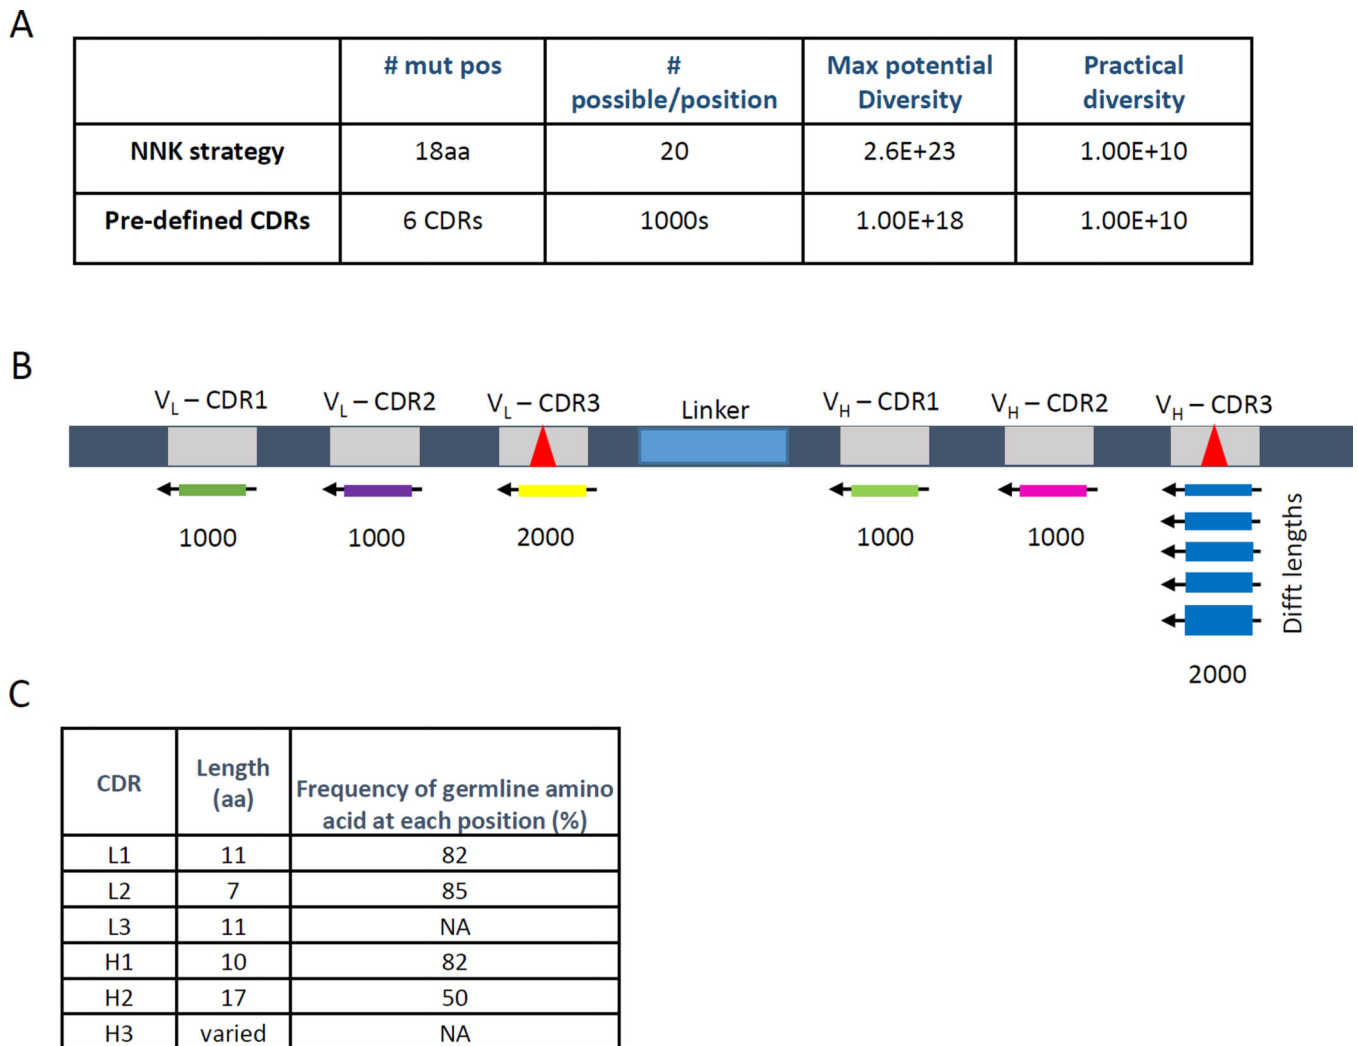 A
# mut pos
#
possible/position
Max potential
Diversity
Practical
diversity
NNK strategy
18aa
20
2.6E+23
1.00E+10
Pre-defined CDRs
6 CDRs
1000s
1.00E+18
1.00E+10
B
VL – CDR1
VL – CDR2
VL – CDR3
Linker
VH – CDR1
VH – CDR2
VH – CDR3
1000
1000
2000
1000
1000
Difft lengths
2000
C
CDR
Length
(aa)
Frequency of germline amino
acid at each position (%)
L1
11
82
L2
7
85
L3
11
NA
H1
10
82
H2
17
50
H3
varied
NA